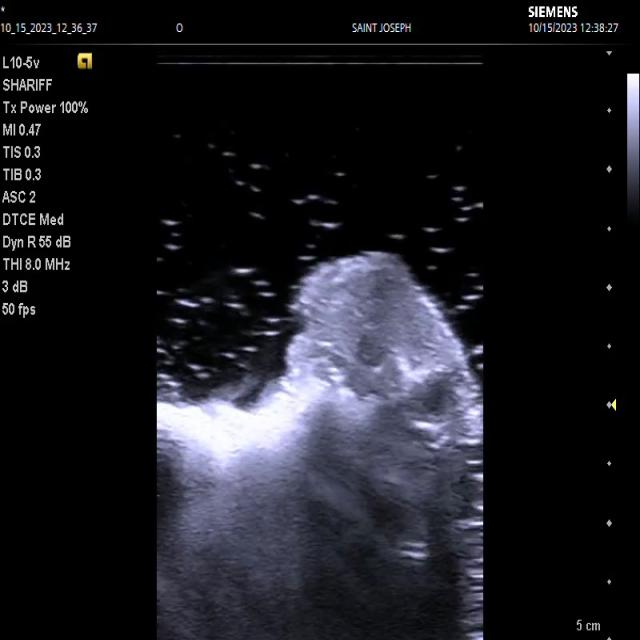 *
SIEMENS
10_15_2023_12_36_37
O
SAINT JOSEPH
10/15/2023 12:38:27
L10-5v
SHARIFF
Tx Power 100%
MI 0.47
TIS 0.3
TIB 0.3
ASC 2
DTCE Med
Dyn R 55 dB
THI 8.0 MHz
3 dB
50 fps
5 cm